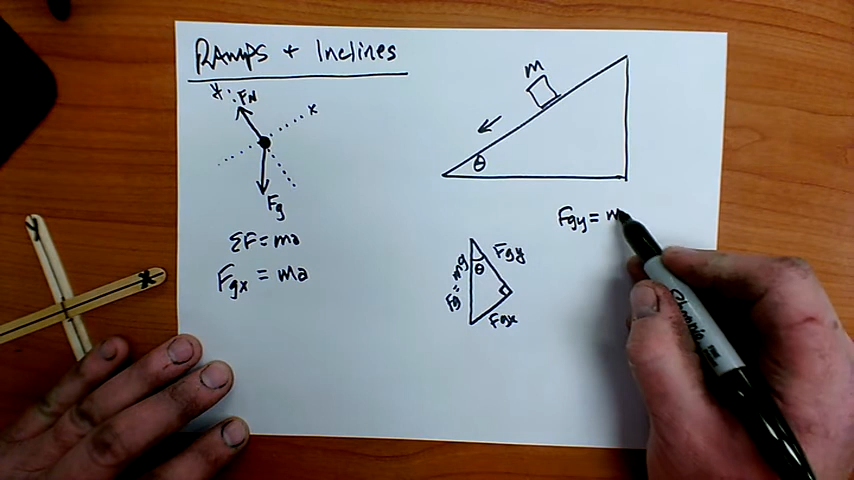 Ramps + Inclines
y
FN
x
m
θ
Fg
Fgy = m
ΣF = ma
Fgx = ma
Fg = mg
θ
Fgy
Fgx
y
x
Sharpie